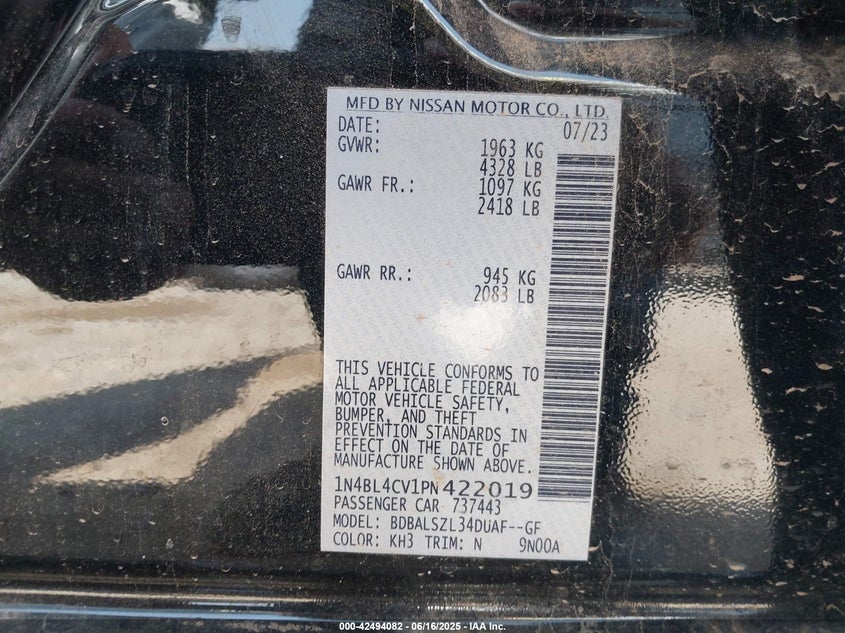 MFD BY NISSAN MOTOR CO., LTD.
DATE: 07/23
GVWR: 1963 KG
4328 LB
GAWR FR.: 1097 KG
2418 LB
GAWR RR.: 945 KG
2083 LB
THIS VEHICLE CONFORMS TO
ALL APPLICABLE FEDERAL
MOTOR VEHICLE SAFETY,
BUMPER, AND THEFT
PREVENTION STANDARDS IN
EFFECT ON THE DATE OF
MANUFACTURE SHOWN ABOVE.
1N4BL4CV1PN422019
PASSENGER CAR 737443
MODEL: BDBALSZL34DUAF--GF
COLOR: KH3 TRIM: N 9N00A
000-42494082 - 06/16/2025 - IAA Inc.